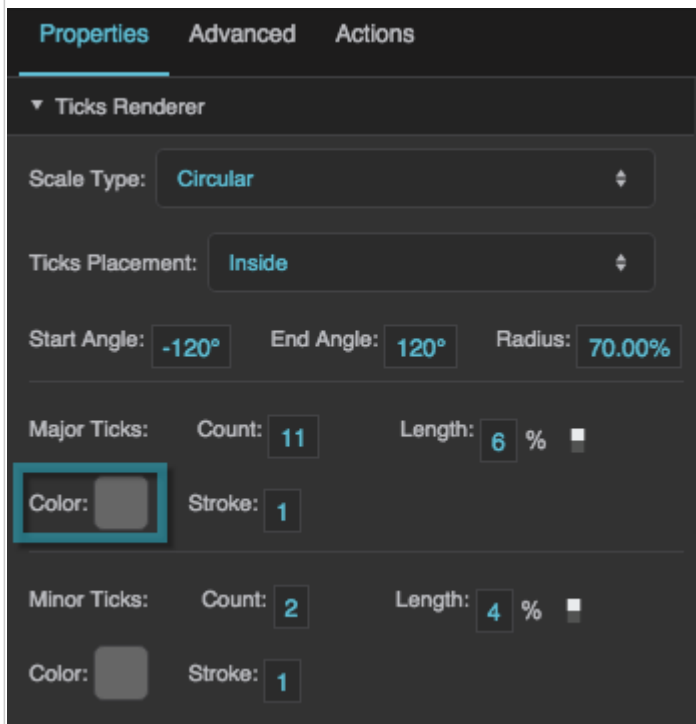 Properties Advanced Actions
Ticks Renderer
Scale Type: Circular
Ticks Placement: Inside
Start Angle: -120° End Angle: 120° Radius: 70.00%
Major Ticks: Count: 11 Length: 6 %
Color: Stroke: 1
Minor Ticks: Count: 2 Length: 4 %
Color: Stroke: 1